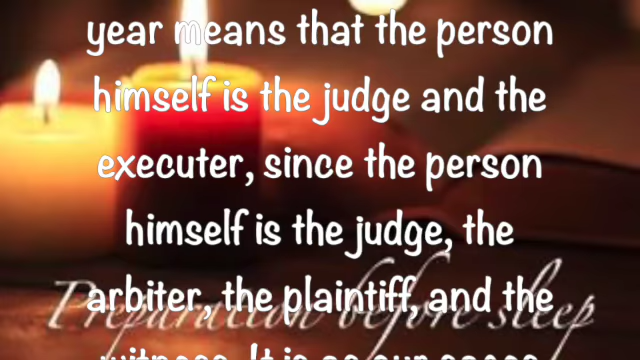 year means that the person
himself is the judge and the
executer, since the person
himself is the judge, the
arbiter, the plaintiff, and the
Preparation before sleep
witness. It is as our sages